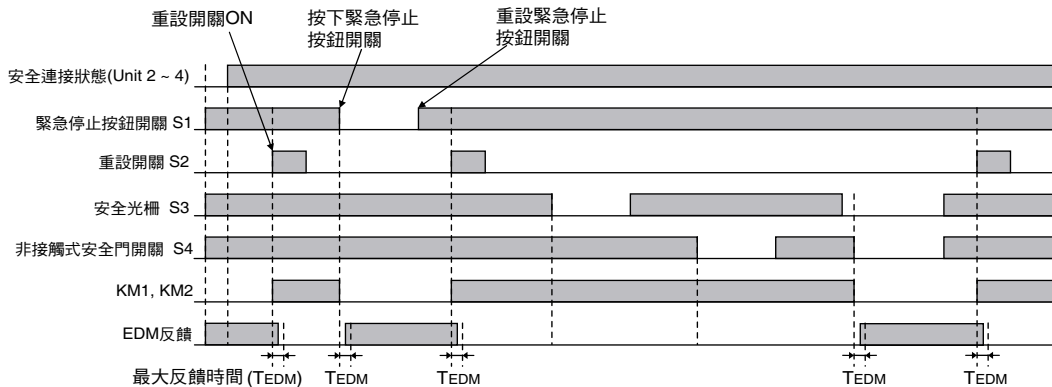 重設開關ON
按下緊急停止
按鈕開關
重設緊急停止
按鈕開關
安全連接狀態(Unit 2 ~ 4)
緊急停止按鈕開關 S1
重設開關 S2
安全光柵 S3
非接觸式安全門開關 S4
KM1, KM2
EDM反饋
最大反饋時間 (TEDM) TEDM TEDM TEDM TEDM